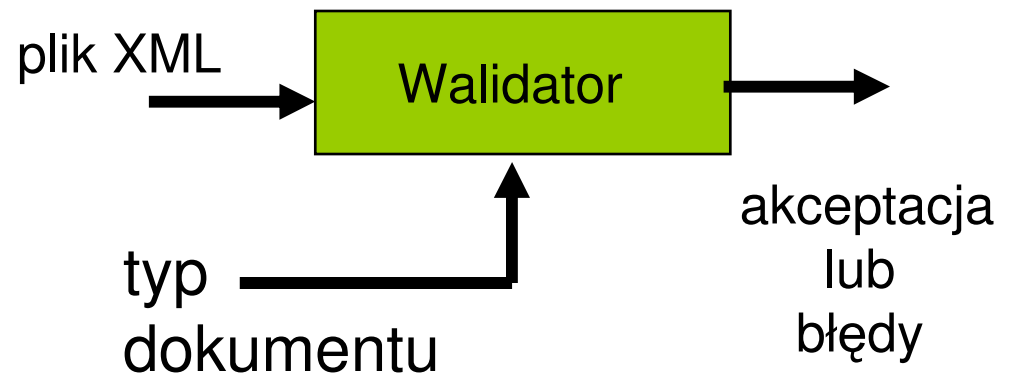 plik XML
Walidator
typ
dokumentu
akceptacja
lub
błędy